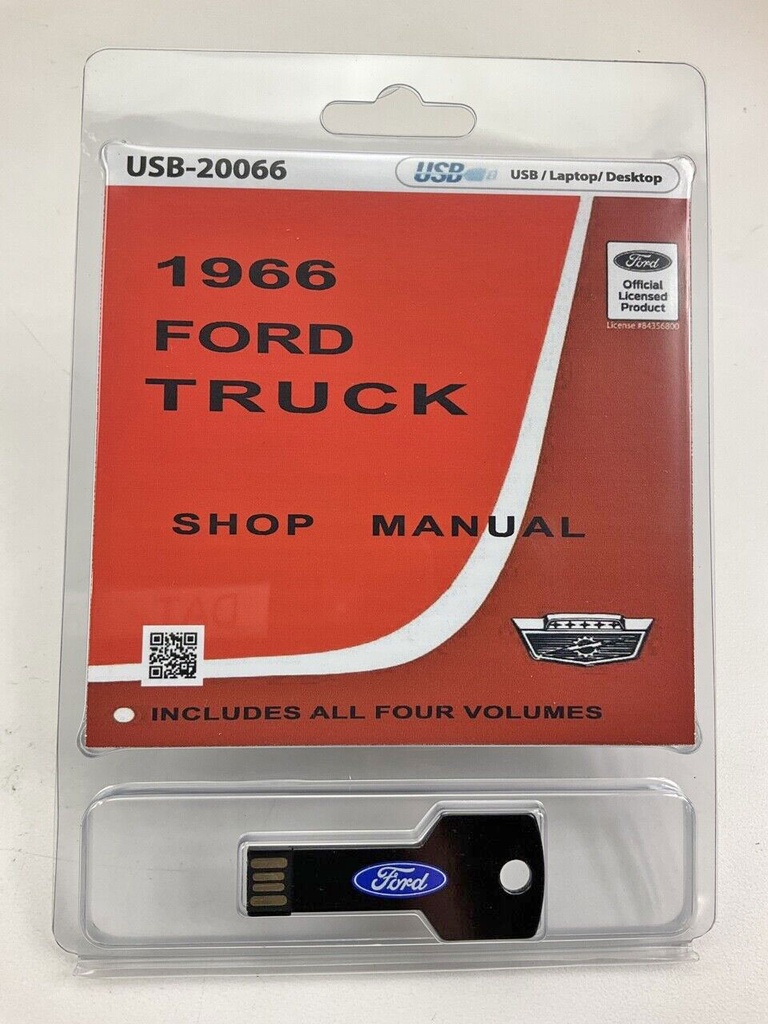 USB-20066
USB
USB / Laptop/ Desktop
1966
FORD
TRUCK
Ford
Official
Licensed
Product
License #84356800
SHOP MANUAL
INCLUDES ALL FOUR VOLUMES
Ford